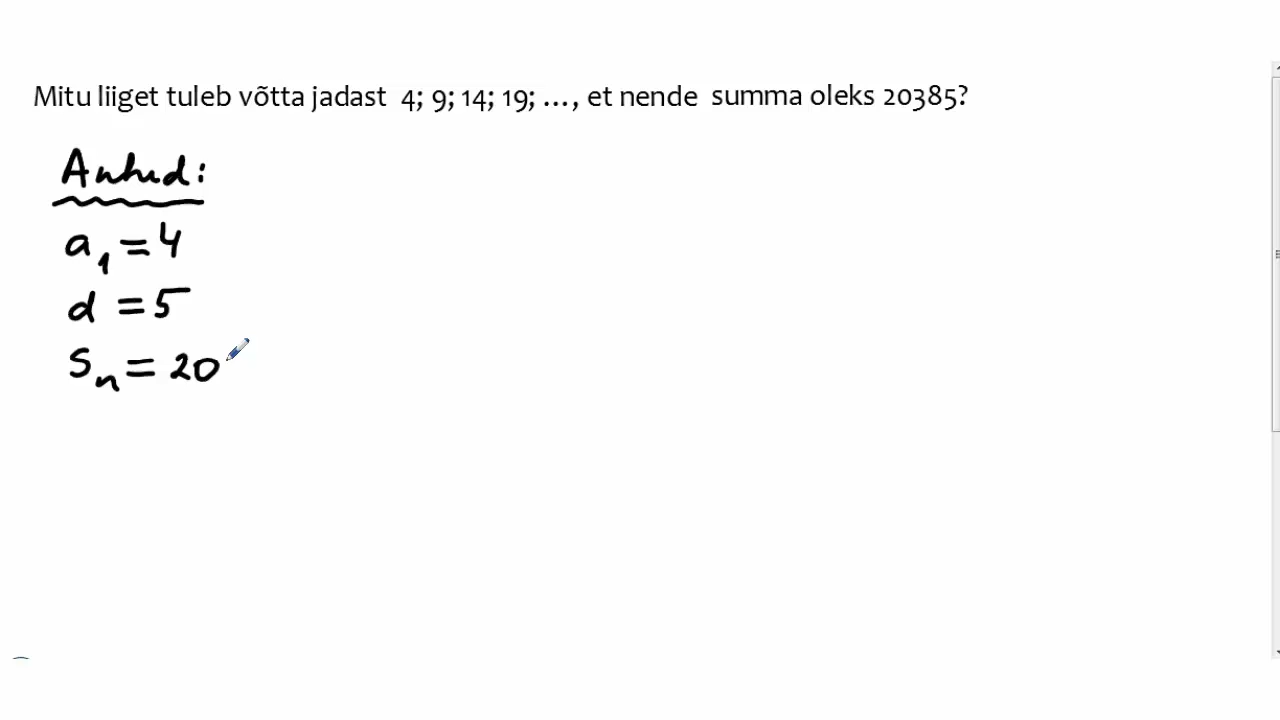 Mitu liiget tuleb võtta jadast 4; 9; 14; 19; ..., et nende summa oleks 20385?
Antud:
a₁ = 4
d = 5
Sₙ = 20